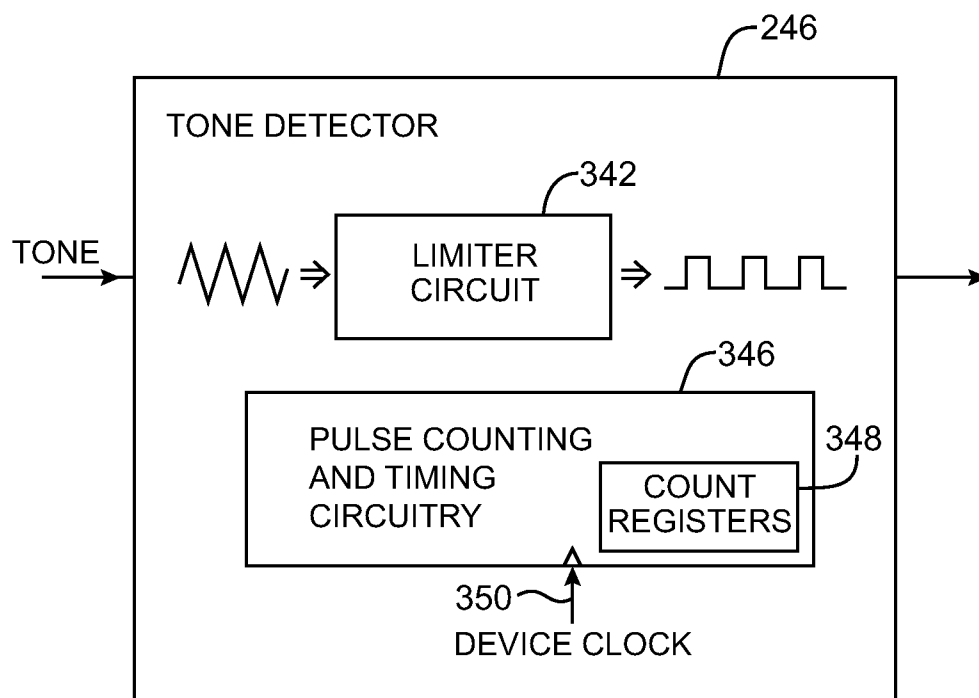 246
TONE DETECTOR
342
TONE
LIMITER
CIRCUIT
346
PULSE COUNTING
AND TIMING
CIRCUITRY
348
COUNT
REGISTERS
350
DEVICE CLOCK